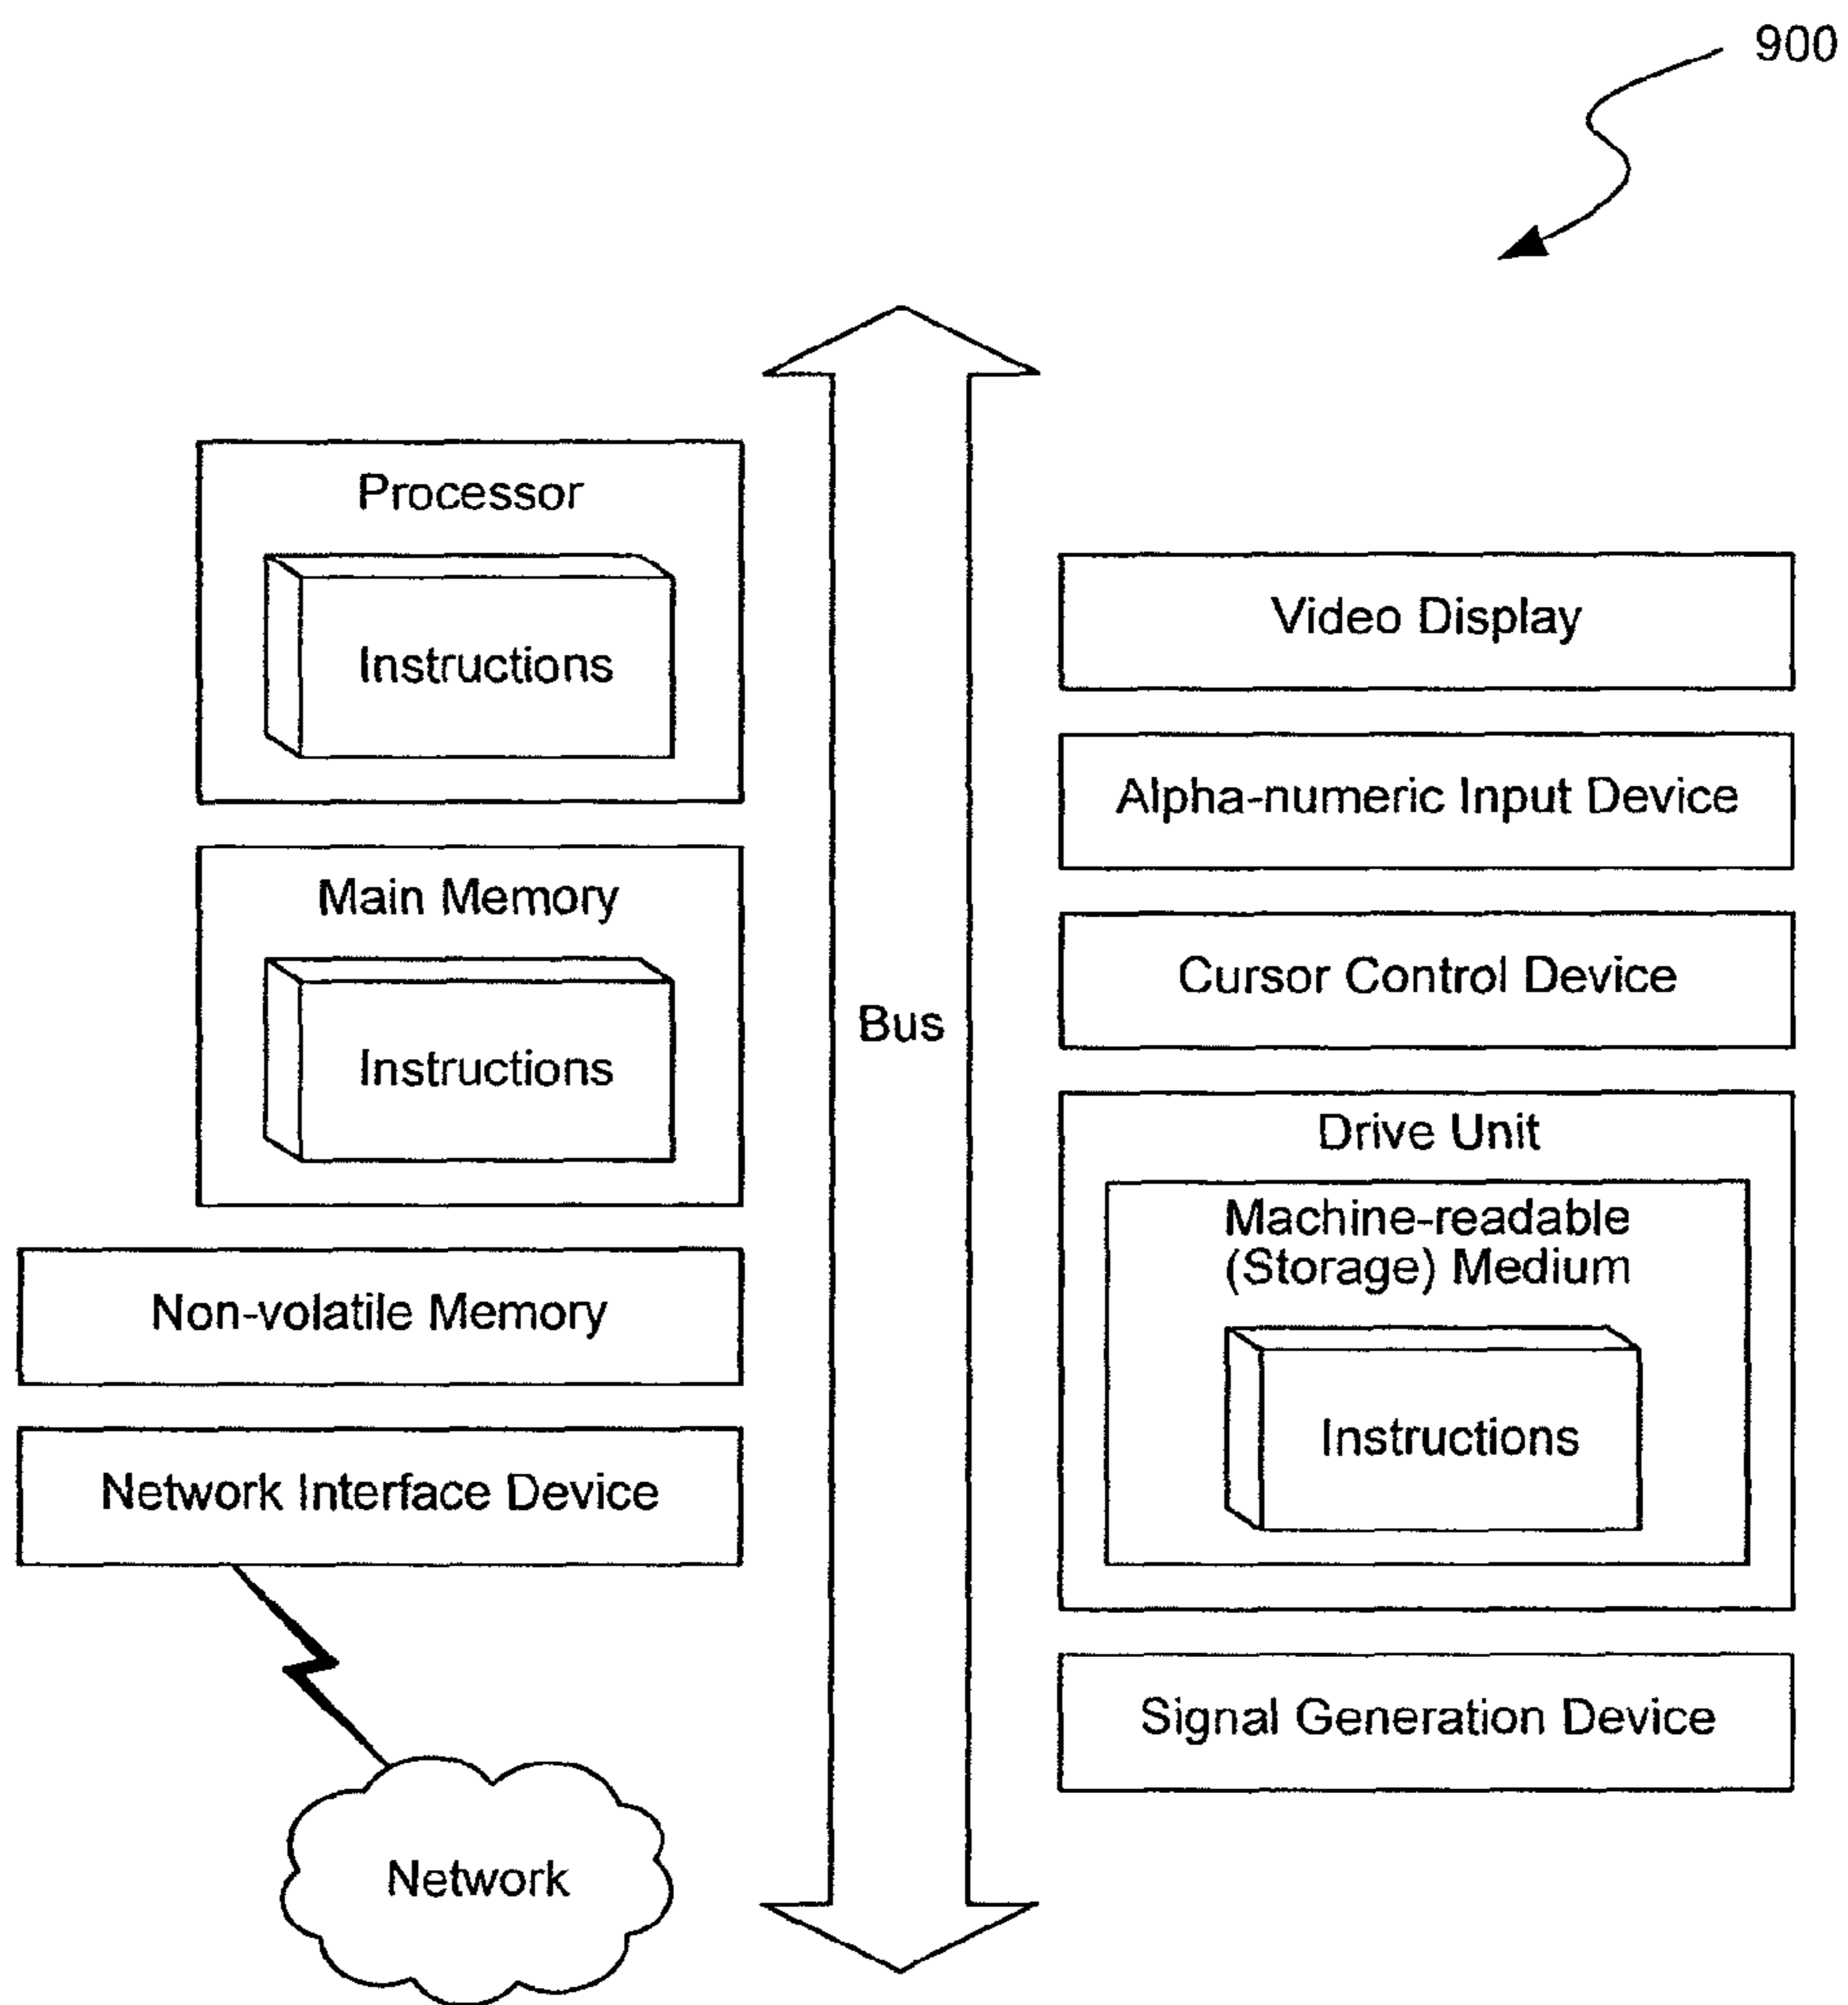 900
Processor
Instructions
Main Memory
Instructions
Non-volatile Memory
Network Interface Device
Network
Bus
Video Display
Alpha-numeric Input Device
Cursor Control Device
Drive Unit
Machine-readable
(Storage) Medium
Instructions
Signal Generation Device